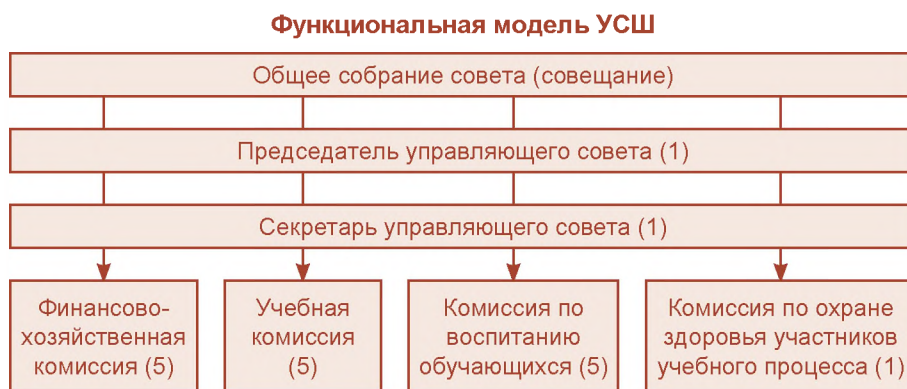 Функциональная модель УСШ
Общее собрание совета (совещание)
Председатель управляющего совета (1)
Секретарь управляющего совета (1)
Финансово-
хозяйственная
комиссия (5)
Учебная
комиссия
(5)
Комиссия по
воспитанию
обучающихся (5)
Комиссия по охране
здоровья участников
учебного процесса (1)